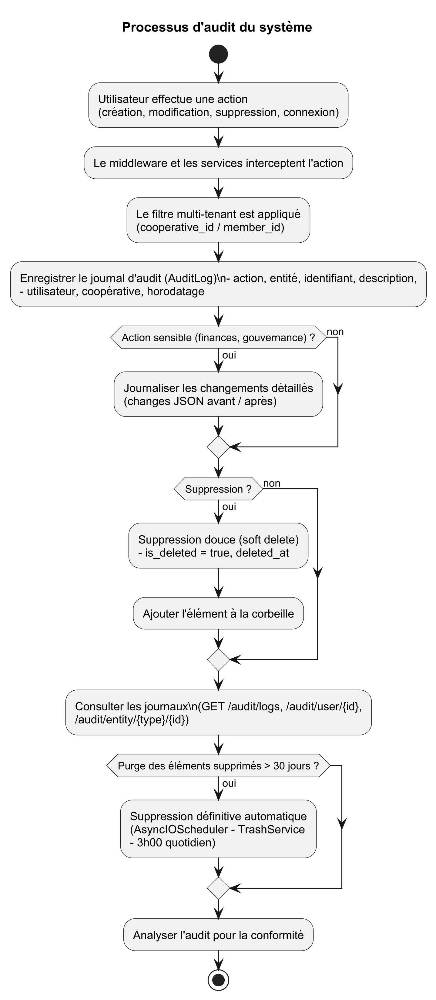 Processus d'audit du système
Utilisateur effectue une action
(création, modification, suppression, connexion)
Le middleware et les services interceptent l'action
Le filtre multi-tenant est appliqué
(cooperative_id / member_id)
Enregistrer le journal d'audit (AuditLog)\n- action, entité, identifiant, description,
- utilisateur, coopérative, horodatage
Action sensible (finances, gouvernance) ?
non
oui
Journaliser les changements détaillés
(changes JSON avant / après)
Suppression ?
non
oui
Suppression douce (soft delete)
- is_deleted = true, deleted_at
Ajouter l'élément à la corbeille
Consulter les journaux\n(GET /audit/logs, /audit/user/{id},
/audit/entity/{type}/{id})
Purge des éléments supprimés > 30 jours ?
oui
Suppression définitive automatique
(AsyncIOScheduler - TrashService
- 3h00 quotidien)
Analyser l'audit pour la conformité